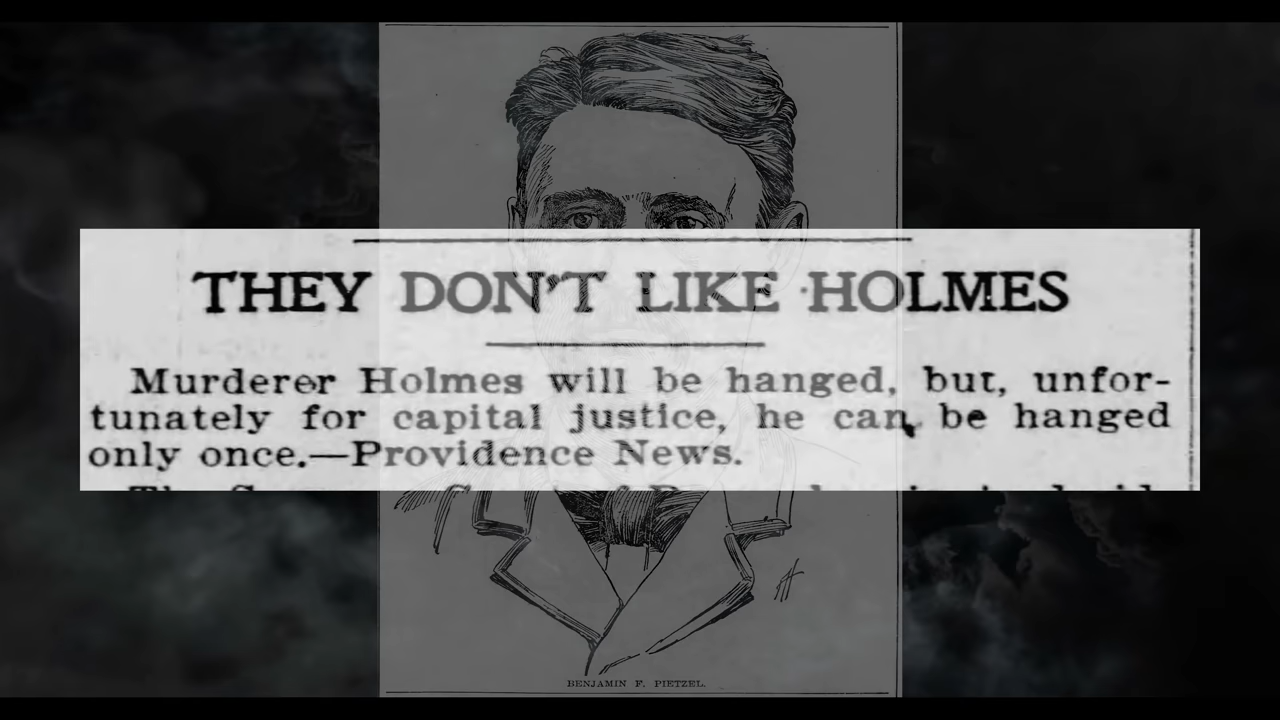 THEY DON'T LIKE HOLMES
Murderer Holmes will be hanged, but, unfor-
tunately for capital justice, he can be hanged
only once.—Providence News.
BENJAMIN F. PIETZEL.